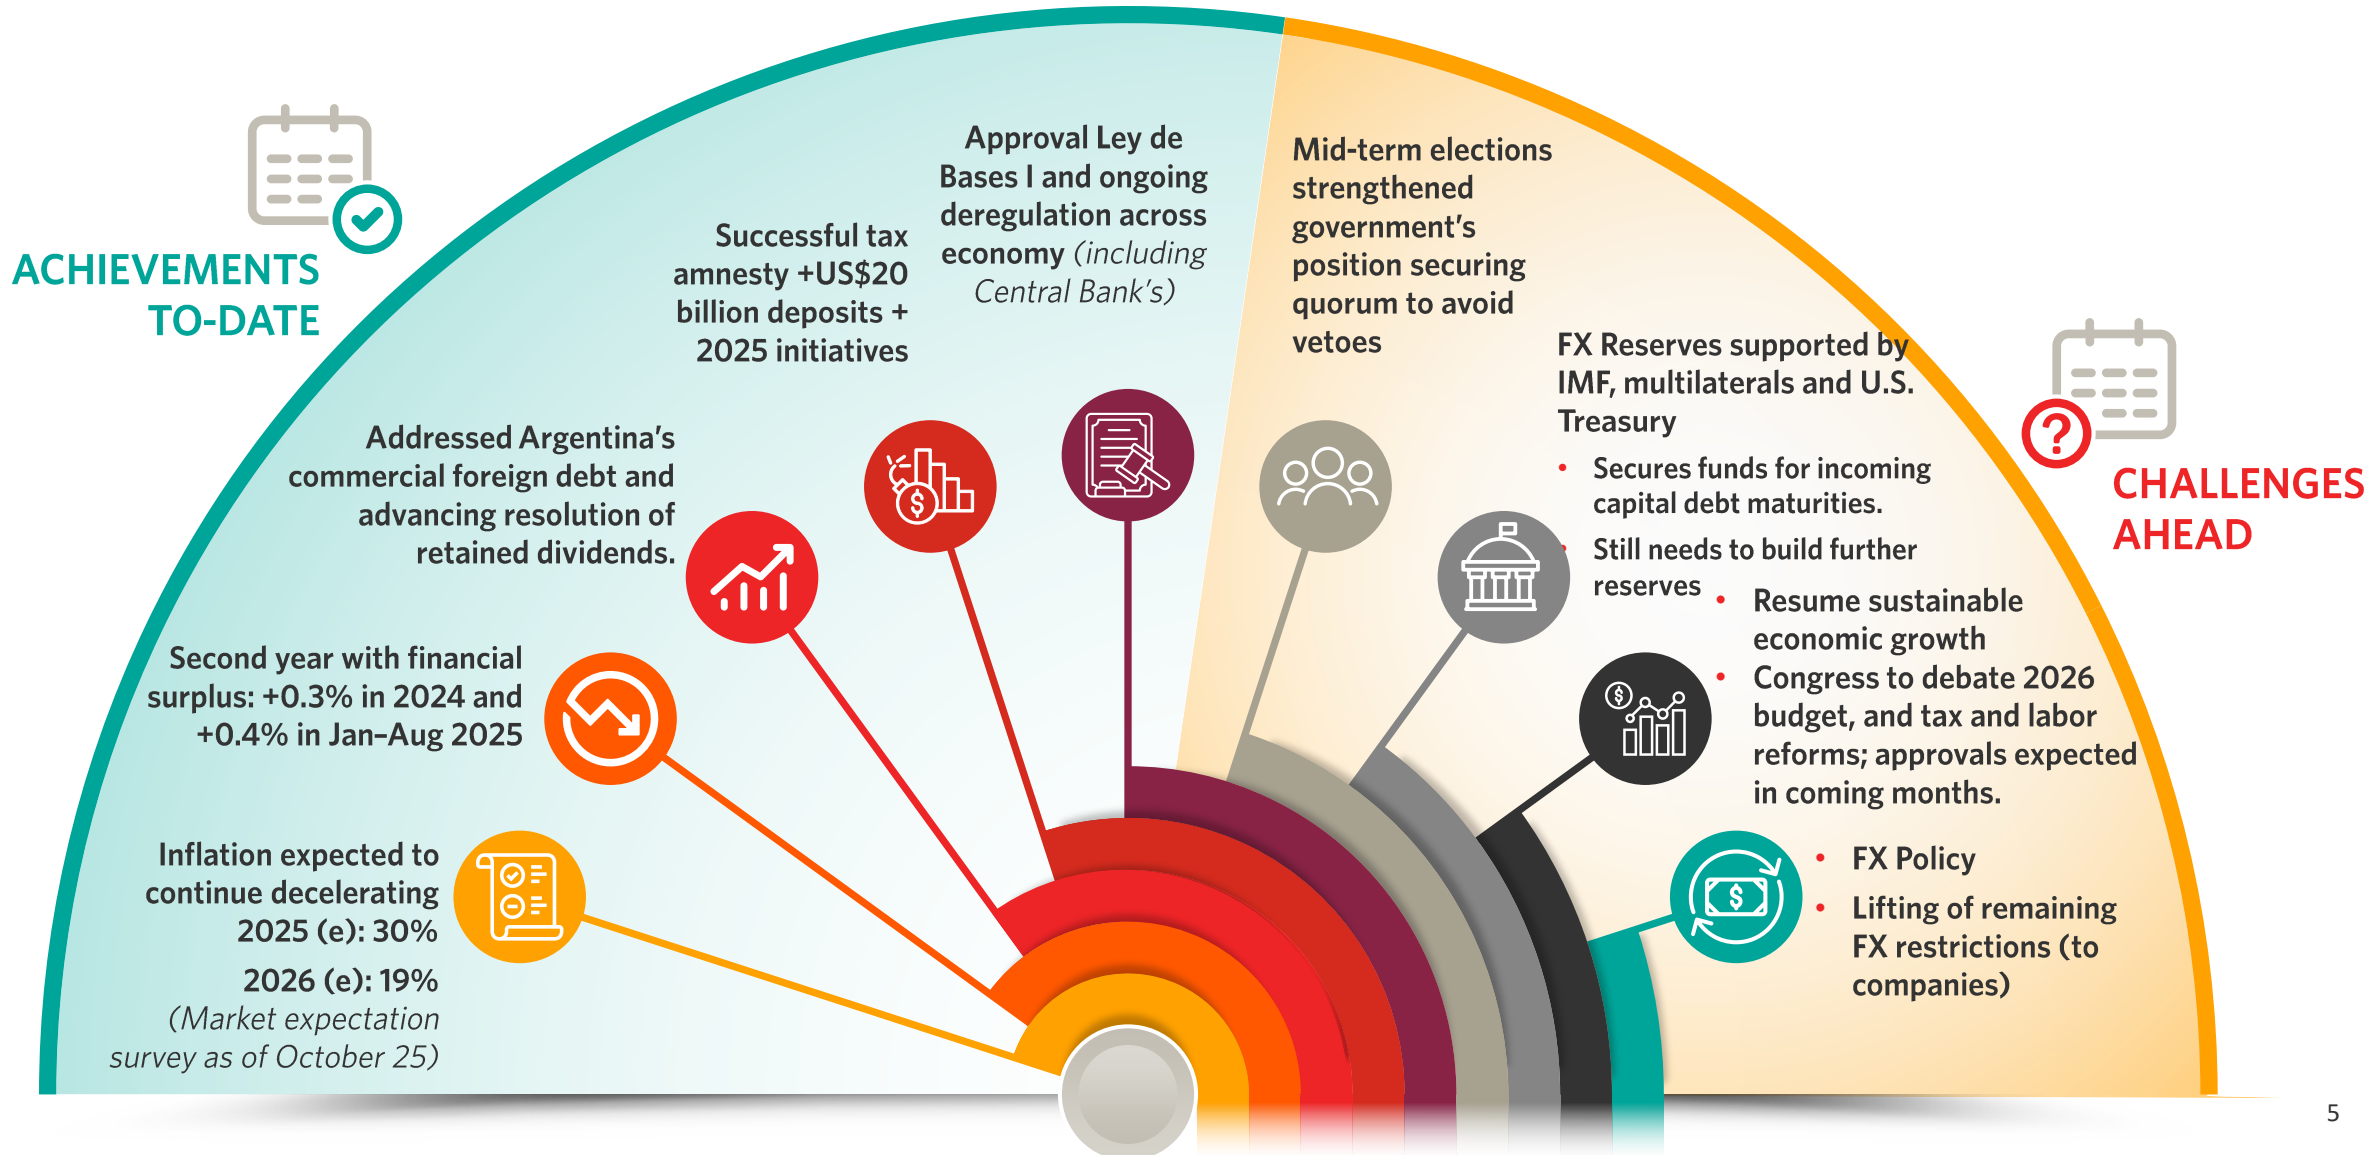 ACHIEVEMENTS
TO-DATE
Inflation expected to
continue decelerating
2025 (e): 30%
2026 (e): 19%
(Market expectation
survey as of October 25)
Second year with financial
surplus: +0.3% in 2024 and
+0.4% in Jan–Aug 2025
Addressed Argentina's
commercial foreign debt and
advancing resolution of
retained dividends.
Successful tax
amnesty +US$20
billion deposits +
2025 initiatives
Approval Ley de
Bases I and ongoing
deregulation across
economy (including
Central Bank's)
Mid-term elections
strengthened
government's
position securing
quorum to avoid
vetoes
FX Reserves supported by
IMF, multilaterals and U.S.
Treasury
• Secures funds for incoming
capital debt maturities.
• Still needs to build further
reserves
• Resume sustainable
economic growth
• Congress to debate 2026
budget, and tax and labor
reforms; approvals expected
in coming months.
• FX Policy
• Lifting of remaining
FX restrictions (to
companies)
CHALLENGES
AHEAD
5